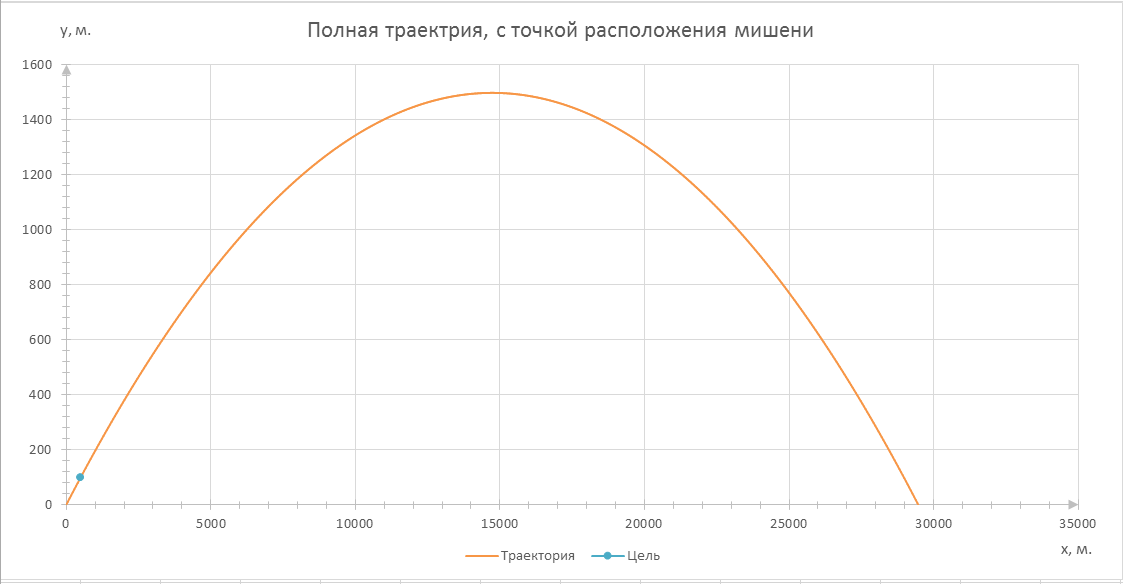 Полная траектрия, с точкой расположения мишени
y, м.
1600
1400
1200
1000
800
600
400
200
0
0 5000 10000 15000 20000 25000 30000 35000
x, м.
Траектория Цель